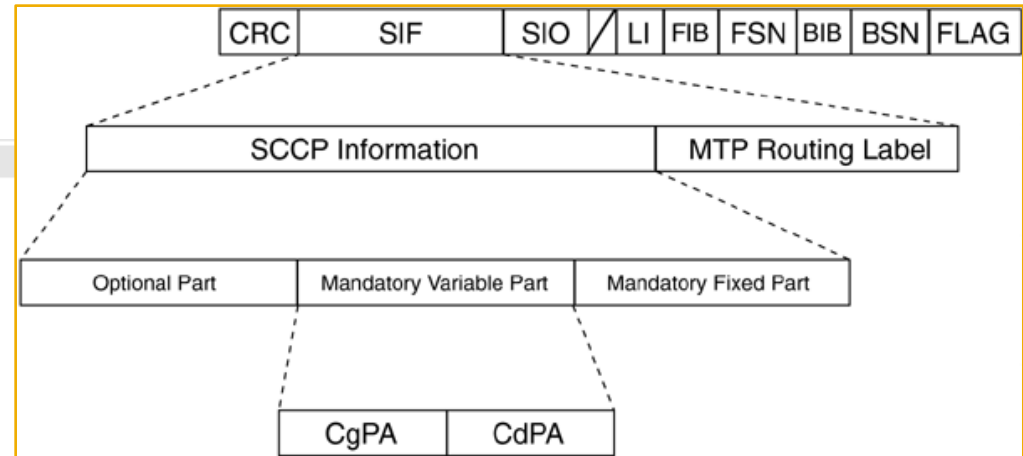 CRC SIF SIO LI FIB FSN BIB BSN FLAG
SCCP Information MTP Routing Label
Optional Part Mandatory Variable Part Mandatory Fixed Part
CgPA CdPA